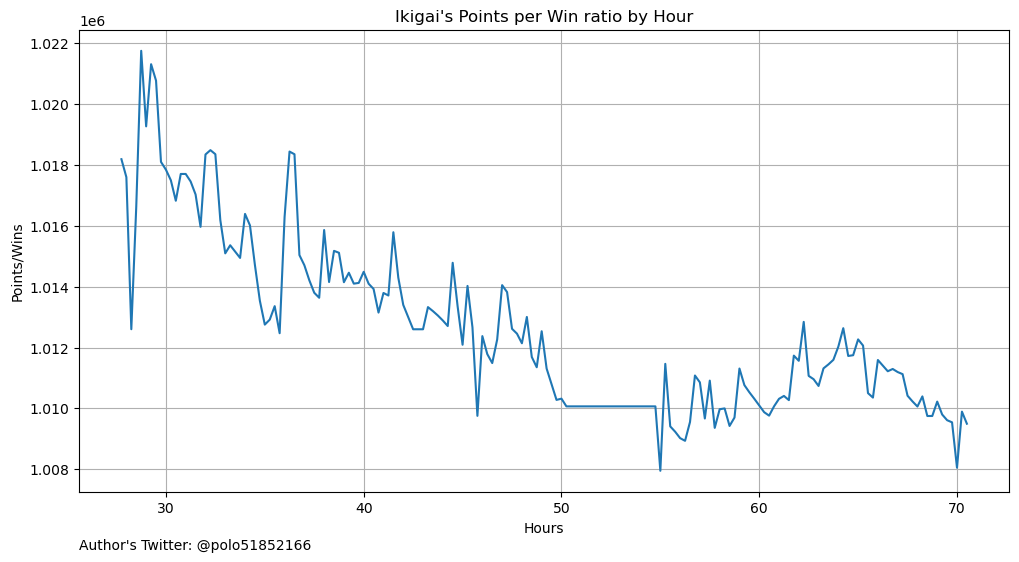 Ikigai's Points per Win ratio by Hour
1e6
1.022
1.020
1.018
1.016
1.014
1.012
1.010
1.008
Points/Wins
30 40 50 60 70
Hours
Author's Twitter: @polo51852166